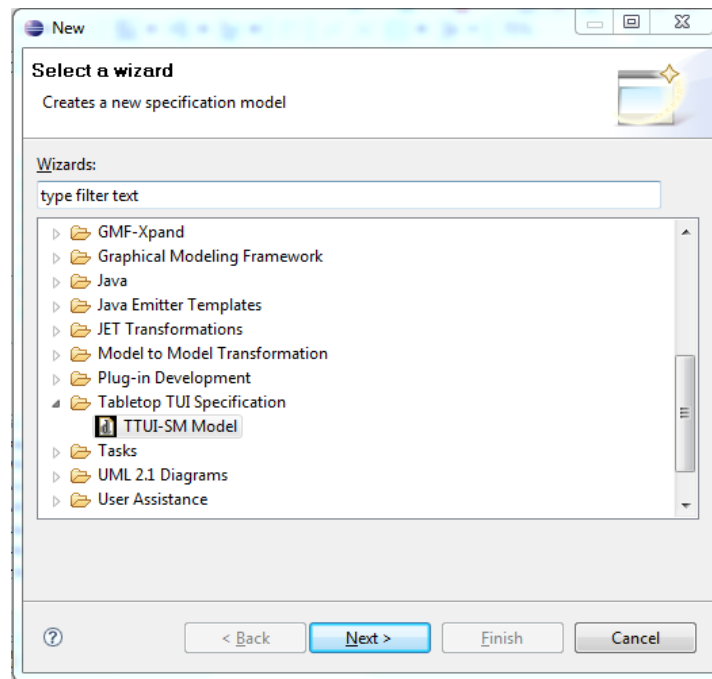 New
Select a wizard
Creates a new specification model
Wizards:
type filter text
GMF-Xpand
Graphical Modeling Framework
Java
Java Emitter Templates
JET Transformations
Model to Model Transformation
Plug-in Development
Tabletop TUI Specification
d TTUI-SM Model
Tasks
UML 2.1 Diagrams
User Assistance
? < Back Next > Finish Cancel